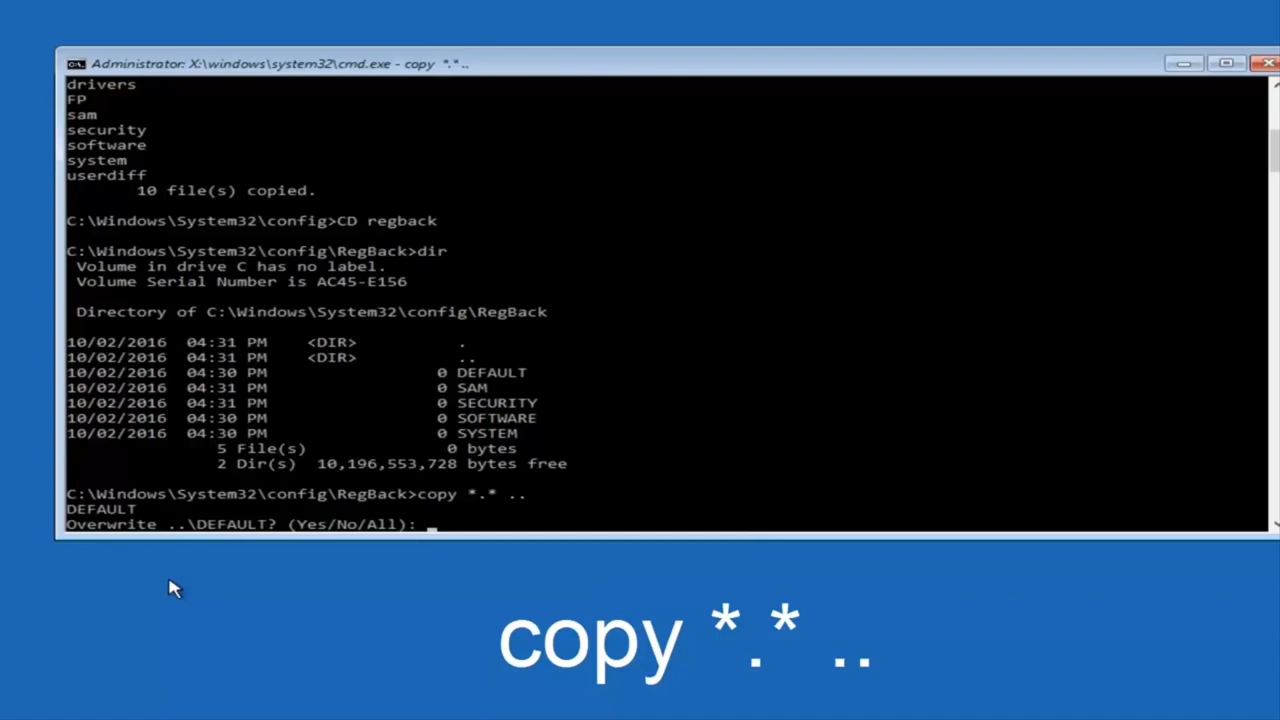 Administrator: X:\windows\system32\cmd.exe - copy *.* ..
drivers
FP
sam
security
software
system
userdiff
10 file(s) copied.
C:\Windows\System32\config>CD regback
C:\Windows\System32\config\RegBack>dir
Volume in drive C has no label.
Volume Serial Number is AC45-E156
Directory of C:\Windows\System32\config\RegBack
10/02/2016 04:31 PM <DIR> .
10/02/2016 04:31 PM <DIR> ..
10/02/2016 04:30 PM 0 DEFAULT
10/02/2016 04:31 PM 0 SAM
10/02/2016 04:31 PM 0 SECURITY
10/02/2016 04:30 PM 0 SOFTWARE
10/02/2016 04:30 PM 0 SYSTEM
5 File(s) 0 bytes
2 Dir(s) 10,196,553,728 bytes free
C:\Windows\System32\config\RegBack>copy *.* ..
DEFAULT
Overwrite ..\DEFAULT? (Yes/No/All): _
copy *.* ..